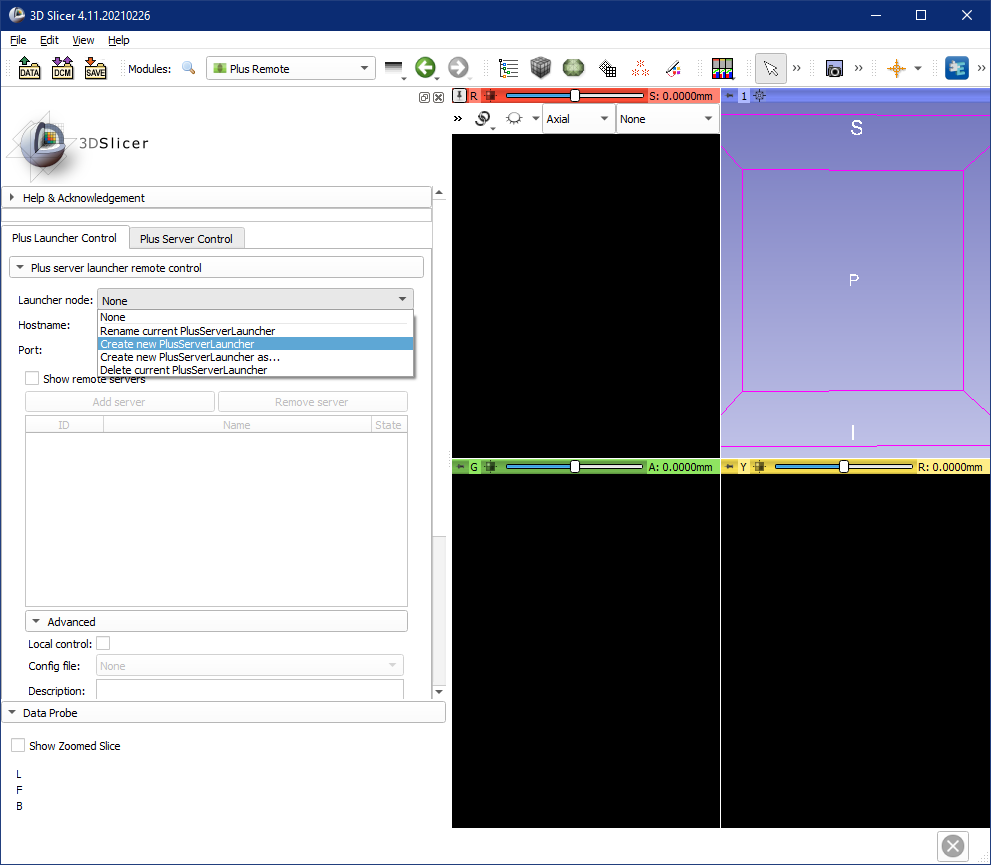 3D Slicer 4.11.20210226
File Edit View Help
DATA DCM SAVE Modules: Plus Remote
R S: 0.0000mm 1
Axial None
3DSlicer
S
Help & Acknowledgement
Plus Launcher Control Plus Server Control
Plus server launcher remote control
P
Launcher node: None
None
Hostname:
Rename current PlusServerLauncher
Create new PlusServerLauncher
Port:
Create new PlusServerLauncher as...
Delete current PlusServerLauncher
Show remote servers
Add server Remove server
ID Name State
I
G A: 0.0000mm Y R: 0.0000mm
Advanced
Local control:
Config file: None
Description:
Data Probe
Show Zoomed Slice
L
F
B